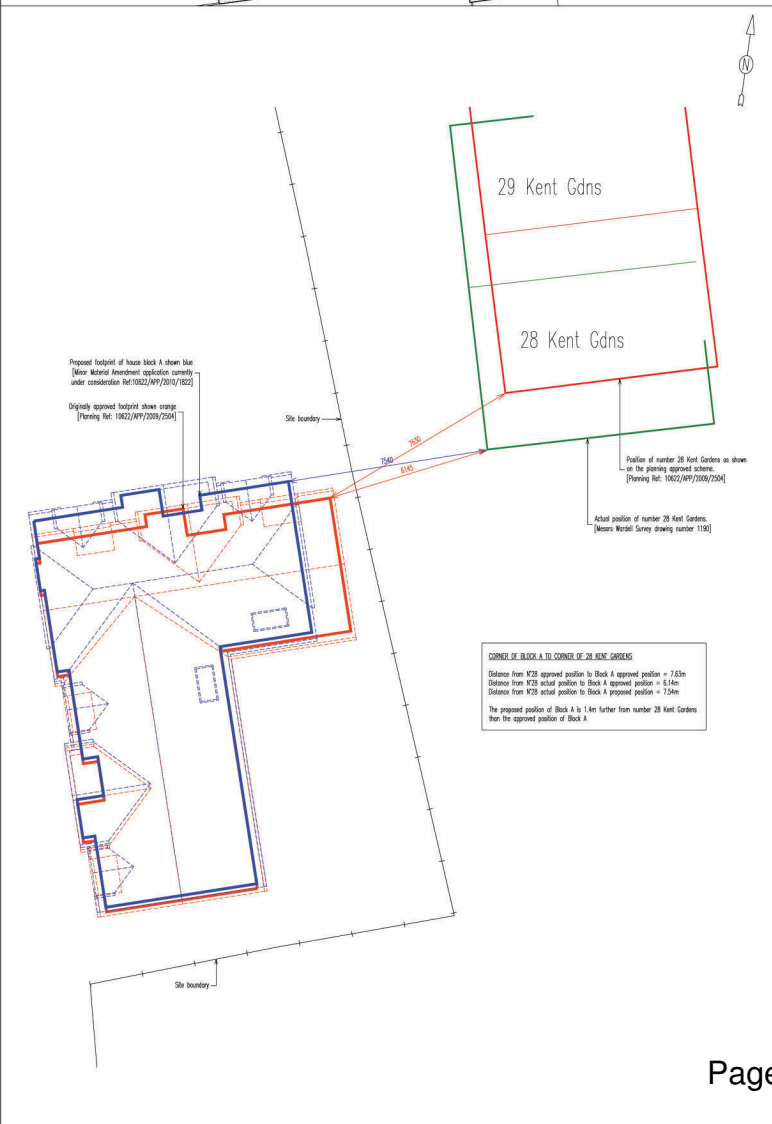 N
29 Kent Gdns
28 Kent Gdns
Proposed footprint of house block A shown blue
[Minor Material Amendment application currently
under consideration Ref:10622/APP/2010/1822]
Originally approved footprint shown orange
[Planning Ref: 10622/APP/2009/2504]
Site boundary
7630
7540
6145
Position of number 28 Kent Gardens as shown
on the planning approved scheme.
[Planning Ref: 10622/APP/2009/2504]
Actual position of number 28 Kent Gardens.
[Messrs Wardell Survey drawing number 1190]
CORNER OF BLOCK A TO CORNER OF 28 KENT GARDENS
Distance from N°28 approved position to Block A approved position = 7,63m
Distance from N°28 actual position to Block A approved position = 6.14m
Distance from N°28 actual position to Block A proposed position = 7.54m
The proposed position of Block A is 1.4m further from number 28 Kent Gardens
than the approved position of Block A
Site boundary
Page